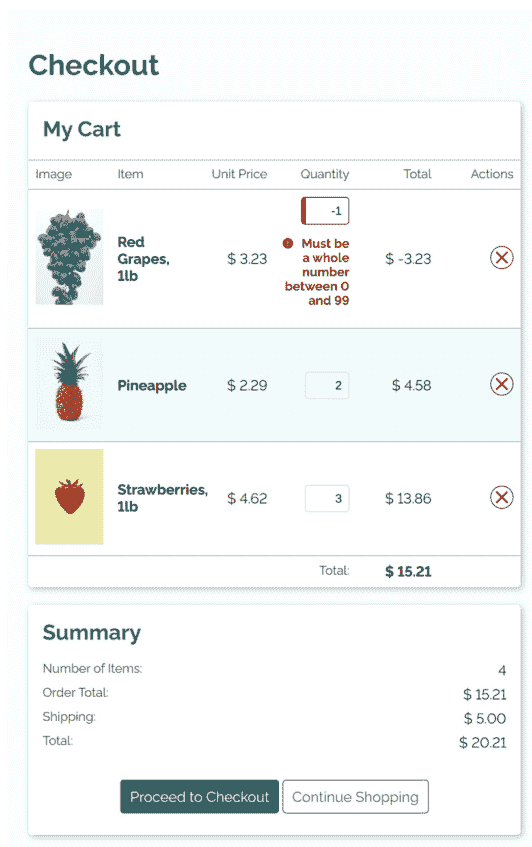 Checkout
My Cart
Image Item Unit Price Quantity Total Actions
-1
Red
Grapes,
1lb
$ 3.23
Must be
a whole
number
between 0
and 99
$ -3.23
Pineapple $ 2.29 2 $ 4.58
Strawberries,
1lb
$ 4.62 3 $ 13.86
Total: $ 15.21
Summary
Number of Items: 4
Order Total: $ 15.21
Shipping: $ 5.00
Total: $ 20.21
Proceed to Checkout Continue Shopping